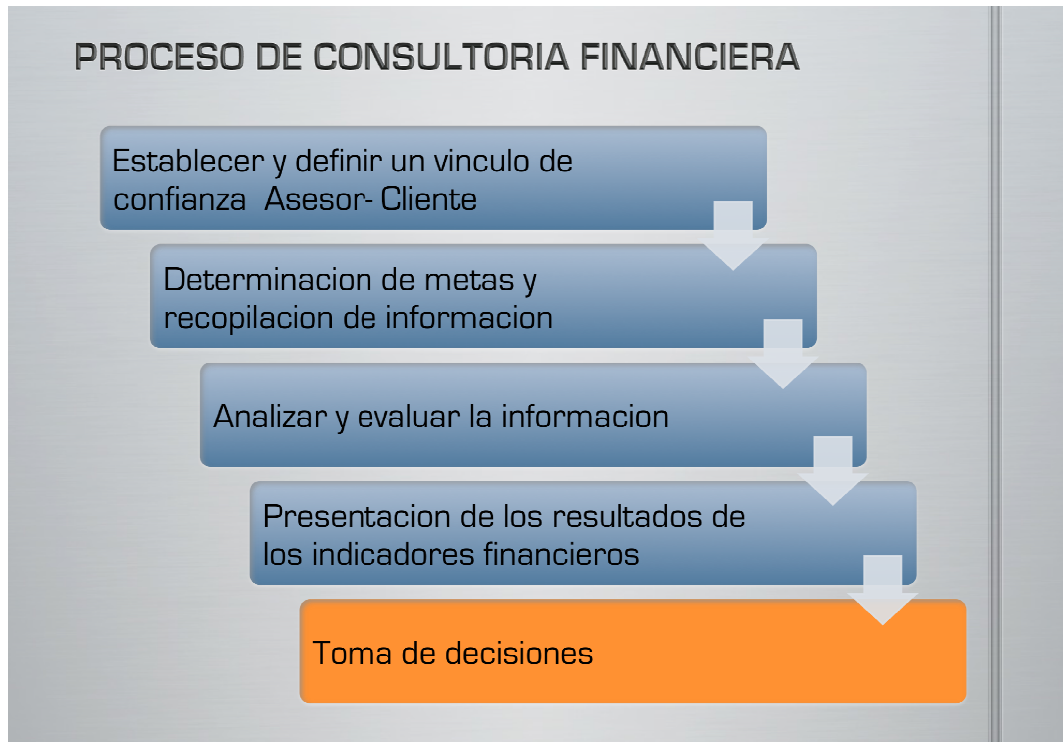 PROCESO DE CONSULTORIA FINANCIERA
Establecer y definir un vinculo de
confianza  Asesor- Cliente
Determinacion de metas y
recopilacion de informacion
Analizar y evaluar la informacion
Presentacion de los resultados de
los indicadores financieros
Toma de decisiones